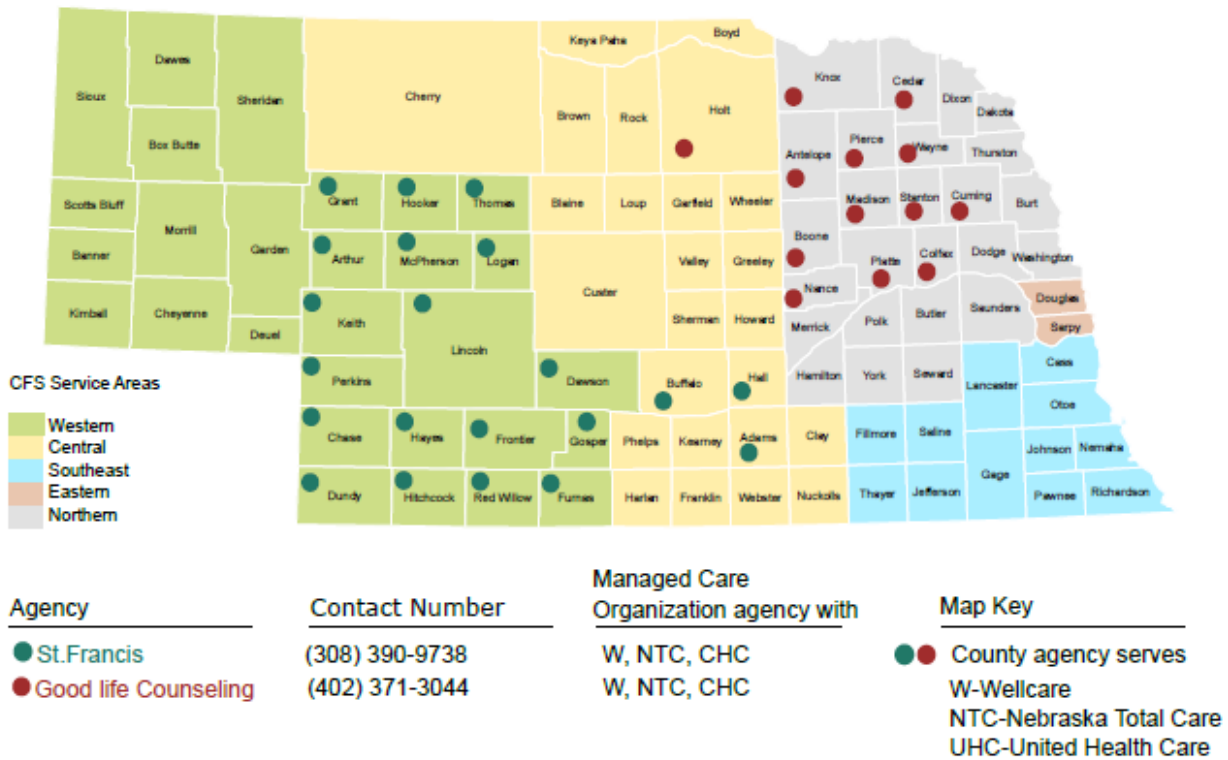 Boyd
Keya Paha
Dawes
Knox
Cedar
Sioux
Sheridan
Cherry
Holt
Dixon
Dakota
Brown
Rock
Box Butte
Pierce
Wayne
Antelope
Thurston
Scotts Bluff
Grant
Hooker
Thomas
Blaine
Loup
Garfield
Wheeler
Madison
Stanton
Cuming
Burt
Morrill
Boone
Banner
Garden
Arthur
McPherson
Logan
Valley
Greeley
Platte
Colfax
Dodge
Washington
Custer
Nance
Kimball
Cheyenne
Keith
Sherman
Howard
Merrick
Polk
Butler
Saunders
Douglas
Sarpy
Deuel
Lincoln
CFS Service Areas
Perkins
Dawson
Buffalo
Hall
Hamilton
York
Seward
Lancaster
Cass
Otoe
Western
Central
Southeast
Eastern
Northern
Chase
Hayes
Frontier
Gosper
Phelps
Kearney
Adams
Clay
Fillmore
Saline
Johnson
Nemaha
Gage
Dundy
Hitchcock
Red Willow
Furnas
Harlan
Franklin
Webster
Nuckolls
Thayer
Jefferson
Pawnee
Richardson
Agency
Contact Number
Managed Care
Organization agency with
Map Key
St.Francis
(308) 390-9738
W, NTC, CHC
County agency serves
Good life Counseling
(402) 371-3044
W, NTC, CHC
W-Wellcare
NTC-Nebraska Total Care
UHC-United Health Care